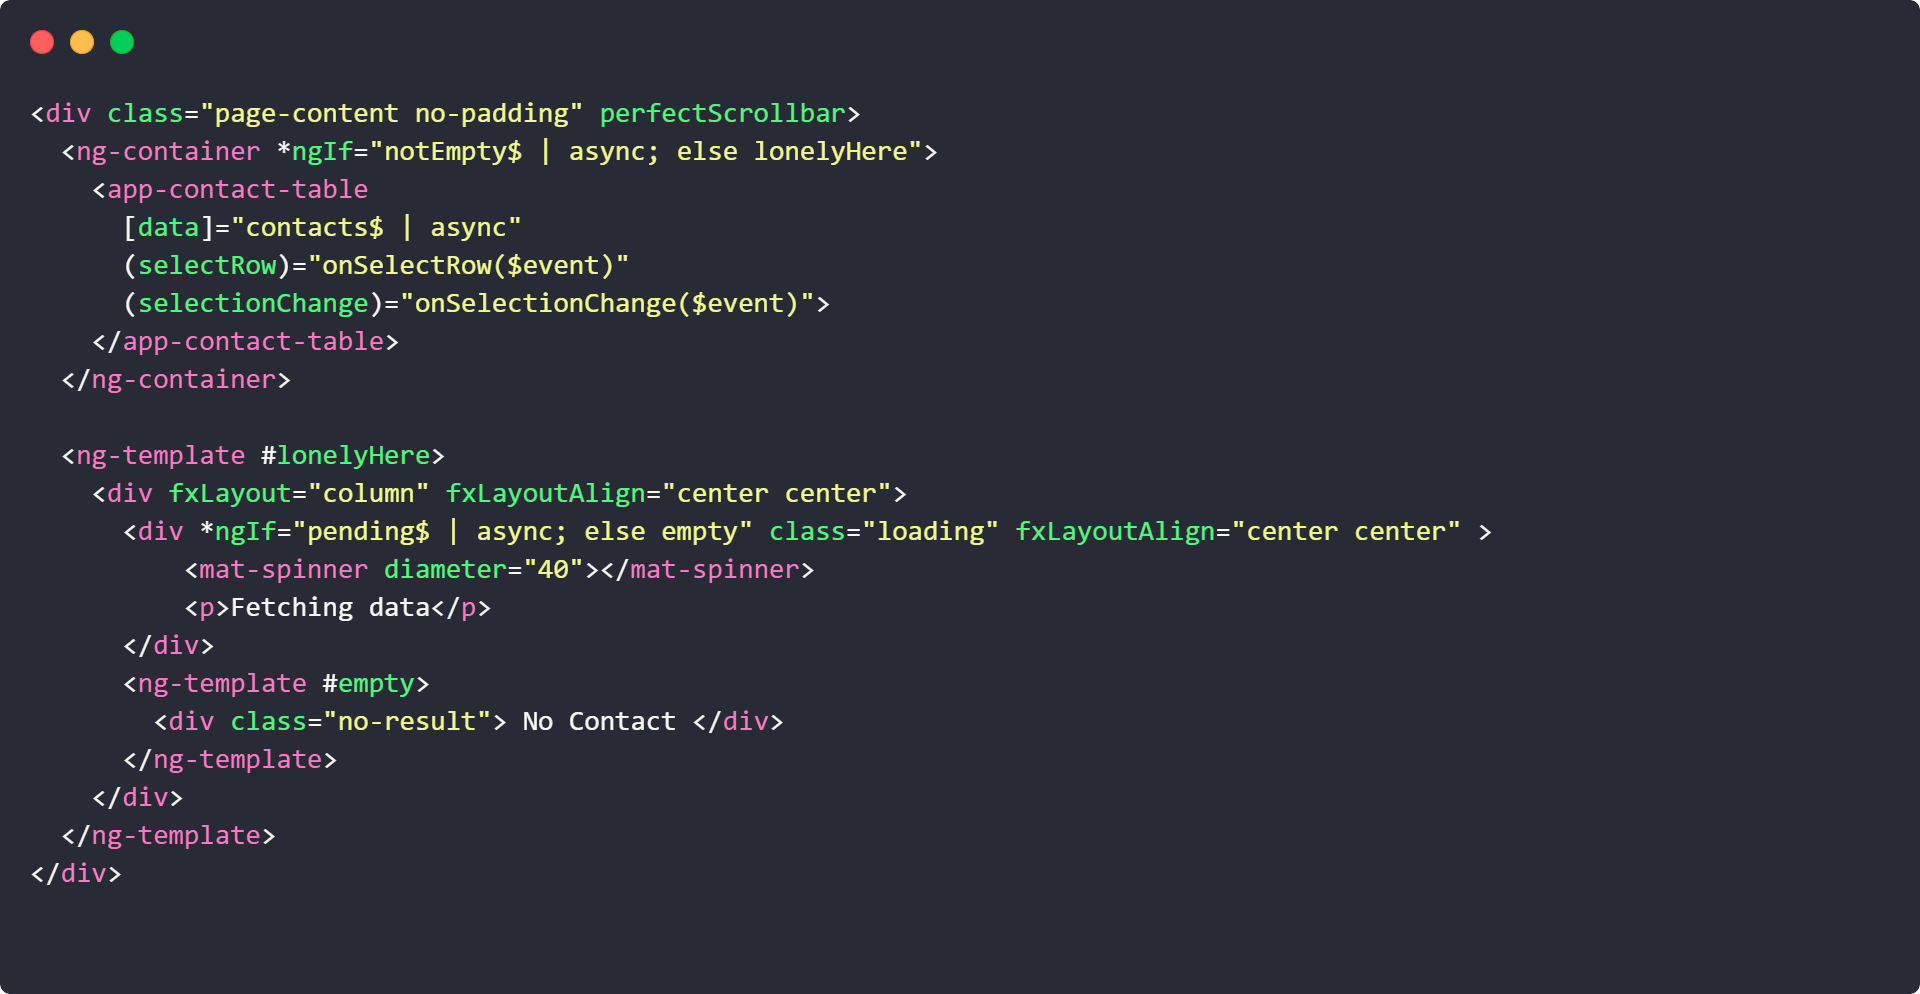 <div class="page-content no-padding" perfectScrollbar>
  <ng-container *ngIf="notEmpty$ | async; else lonelyHere">
    <app-contact-table
      [data]="contacts$ | async"
      (selectRow)="onSelectRow($event)"
      (selectionChange)="onSelectionChange($event)">
    </app-contact-table>
  </ng-container>

  <ng-template #lonelyHere>
    <div fxLayout="column" fxLayoutAlign="center center">
      <div *ngIf="pending$ | async; else empty" class="loading" fxLayoutAlign="center center" >
          <mat-spinner diameter="40"></mat-spinner>
          <p>Fetching data</p>
      </div>
      <ng-template #empty>
        <div class="no-result"> No Contact </div>
      </ng-template>
    </div>
  </ng-template>
</div>